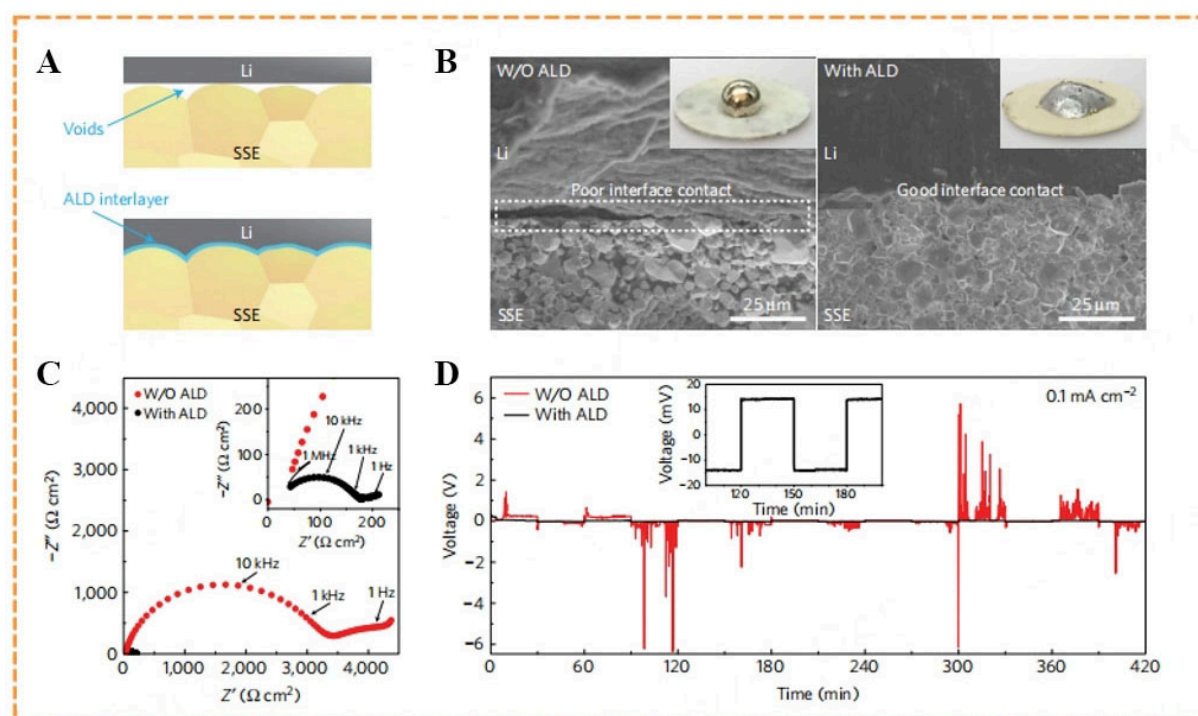 A
Li
Voids
SSE
ALD interlayer
Li
SSE
B
W/O ALD
Li
Poor interface contact
SSE
25 μm
With ALD
Li
Good interface contact
SSE
25 μm
C
W/O ALD
With ALD
4,000
3,000
2,000
1,000
0
−Z″ (Ω cm²)
0 1,000 2,000 3,000 4,000
Z′ (Ω cm²)
10 kHz
1 kHz
1 Hz
200
100
0
−Z″ (Ω cm²)
0 100 200
Z′ (Ω cm²)
1 MHz
10 kHz
1 kHz
1 Hz
D
W/O ALD
With ALD
0.1 mA cm⁻²
6
4
2
0
−2
−4
−6
Voltage (V)
0 60 120 180 240 300 360 420
Time (min)
20
10
0
−10
−20
Voltage (mV)
120 150 180
Time (min)